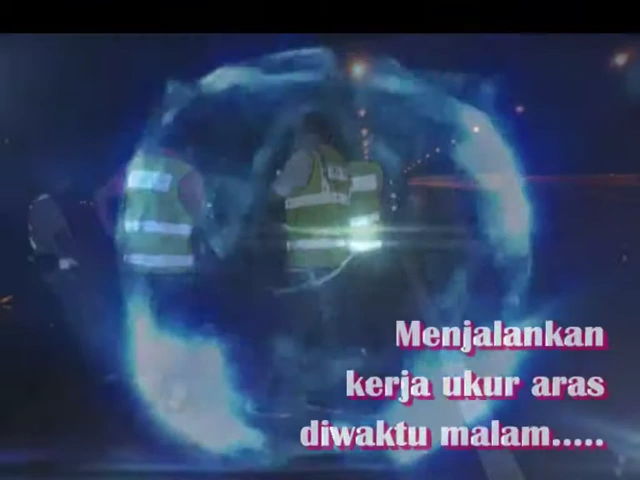 Menjalankan
kerja ukur aras
diwaktu malam.....